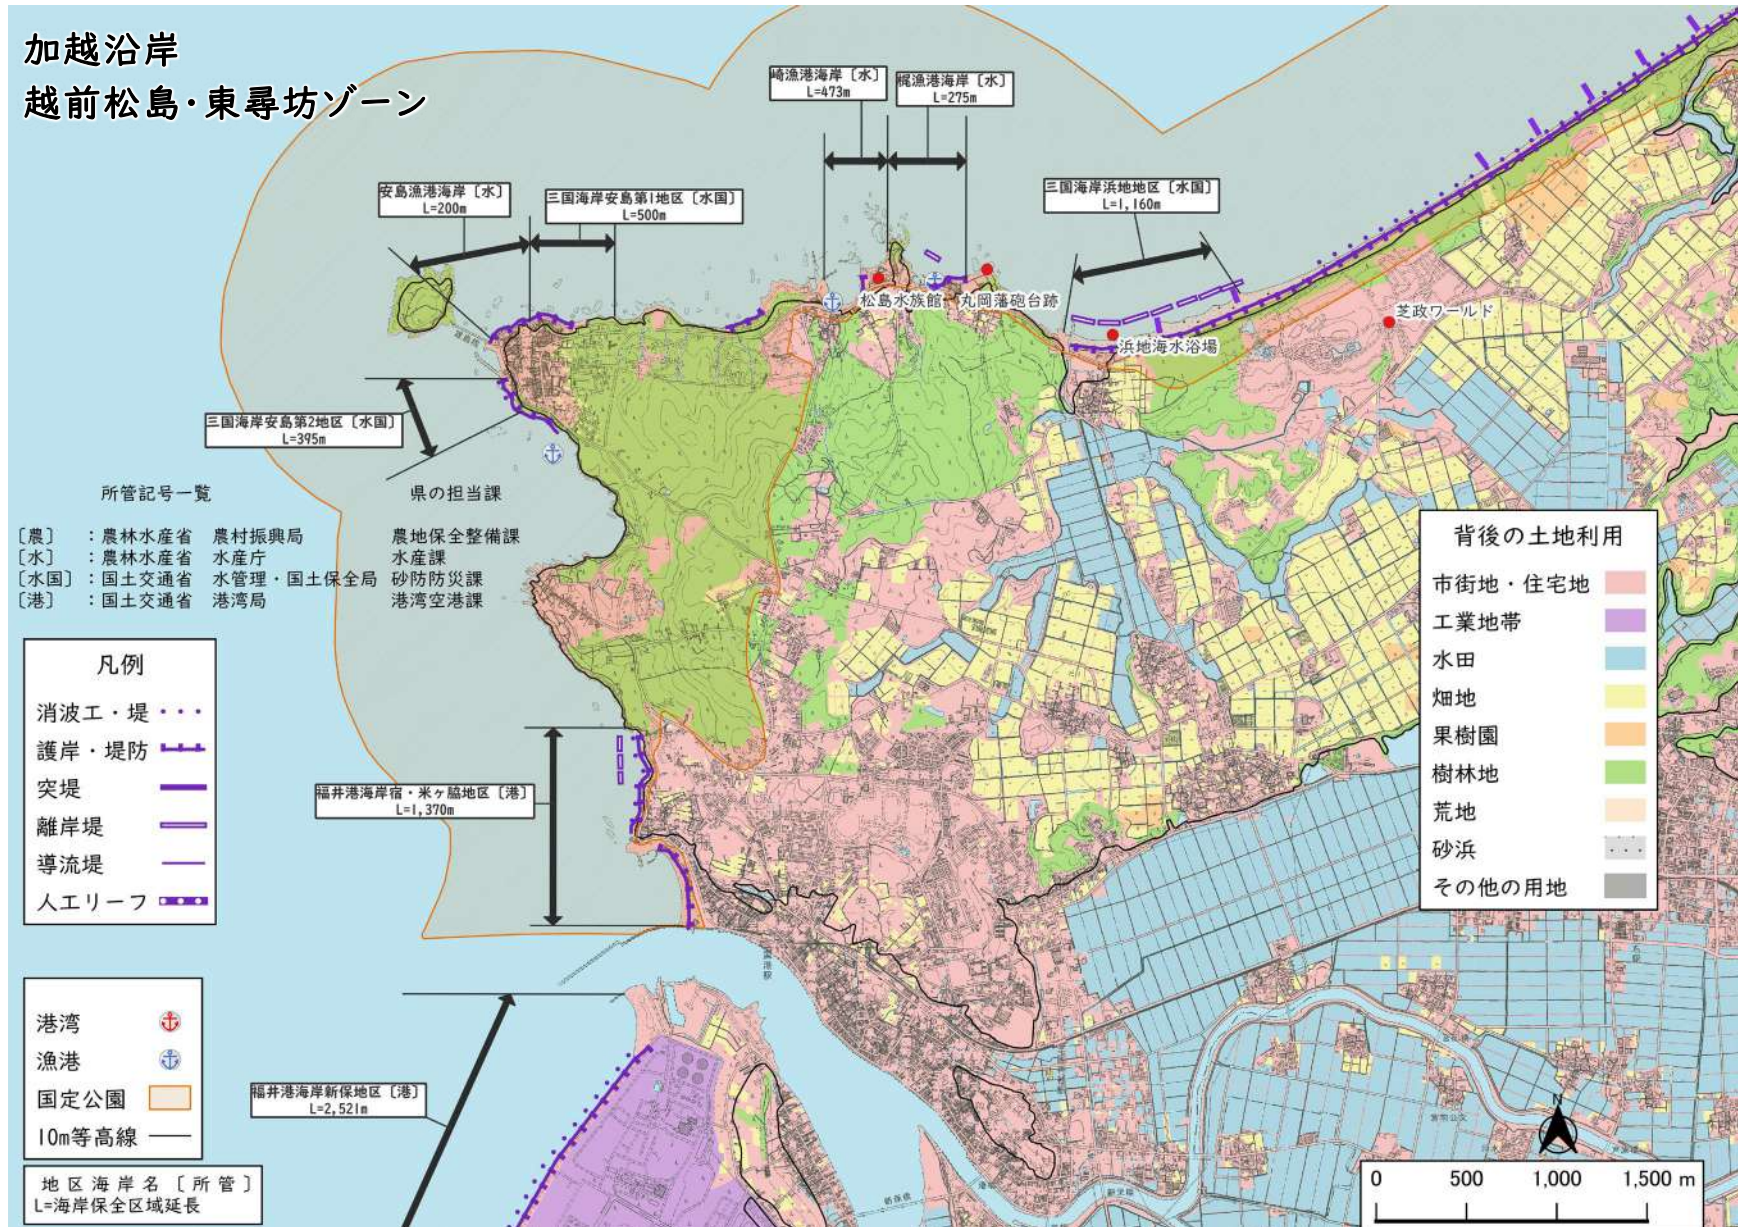 加越沿岸
越前松島・東尋坊ゾーン
崎漁港海岸〔水〕
L=473m
梶漁港海岸〔水〕
L=275m
安島漁港海岸〔水〕
L=200m
三国海岸安島第1地区〔水国〕
L=500m
三国海岸浜地地区〔水国〕
L=1,160m
松島水族館
丸岡藩砲台跡
芝政ワールド
浜地海水浴場
三国海岸安島第2地区〔水国〕
L=395m
所管記号一覧 県の担当課
〔農〕 ：農林水産省 農村振興局 農地保全整備課
〔水〕 ：農林水産省 水産庁 水産課
〔水国〕：国土交通省 水管理・国土保全局 砂防防災課
〔港〕 ：国土交通省 港湾局 港湾空港課
背後の土地利用
市街地・住宅地
工業地帯
水田
畑地
果樹園
樹林地
荒地
砂浜
その他の用地
凡例
消波工・堤
護岸・堤防
突堤
離岸堤
導流堤
人工リーフ
福井港海岸宿・米ヶ脇地区〔港〕
L=1,370m
港湾
漁港
国定公園
10m等高線
福井港海岸新保地区〔港〕
L=2,521m
地区海岸名〔所管〕
L=海岸保全区域延長
N
0 500 1,000 1,500 m